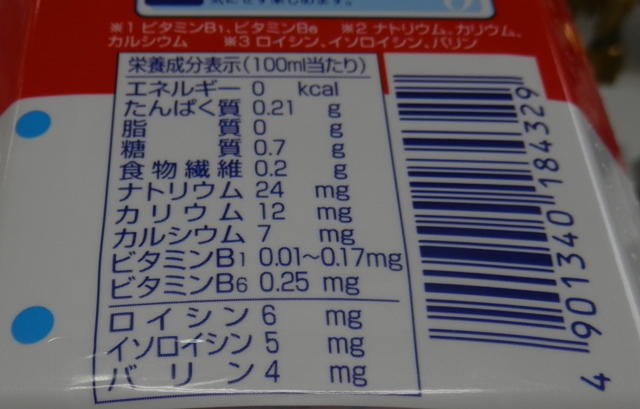 ※1 ビタミンB1、ビタミンB6 ※2 ナトリウム、カリウム、
カルシウム ※3 ロイシン、イソロイシン、バリン
栄養成分表示(100ml当たり)
エネルギー 0 kcal
たんぱく質 0.21 g
脂質 0 g
糖質 0.7 g
食物繊維 0.2 g
ナトリウム 24 mg
カリウム 12 mg
カルシウム 7 mg
ビタミンB1 0.01~0.17mg
ビタミンB6 0.25 mg
ロイシン 6 mg
イソロイシン 5 mg
バリン 4 mg
4 901340 184329